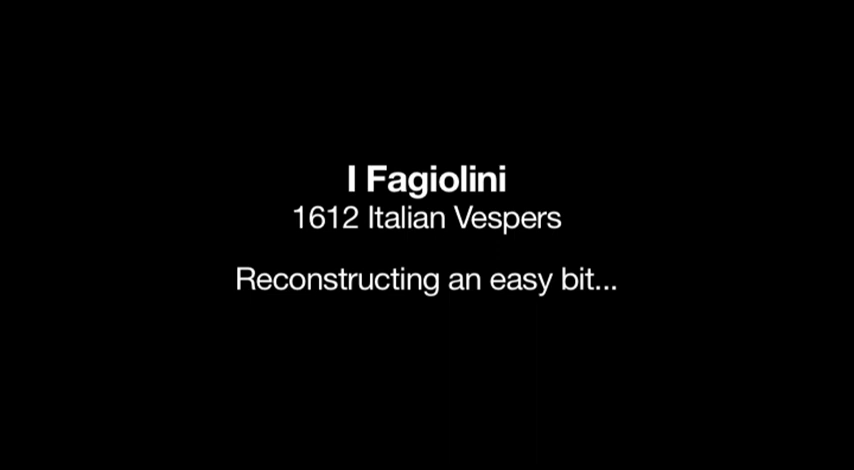 I Fagiolini
1612 Italian Vespers
Reconstructing an easy bit...